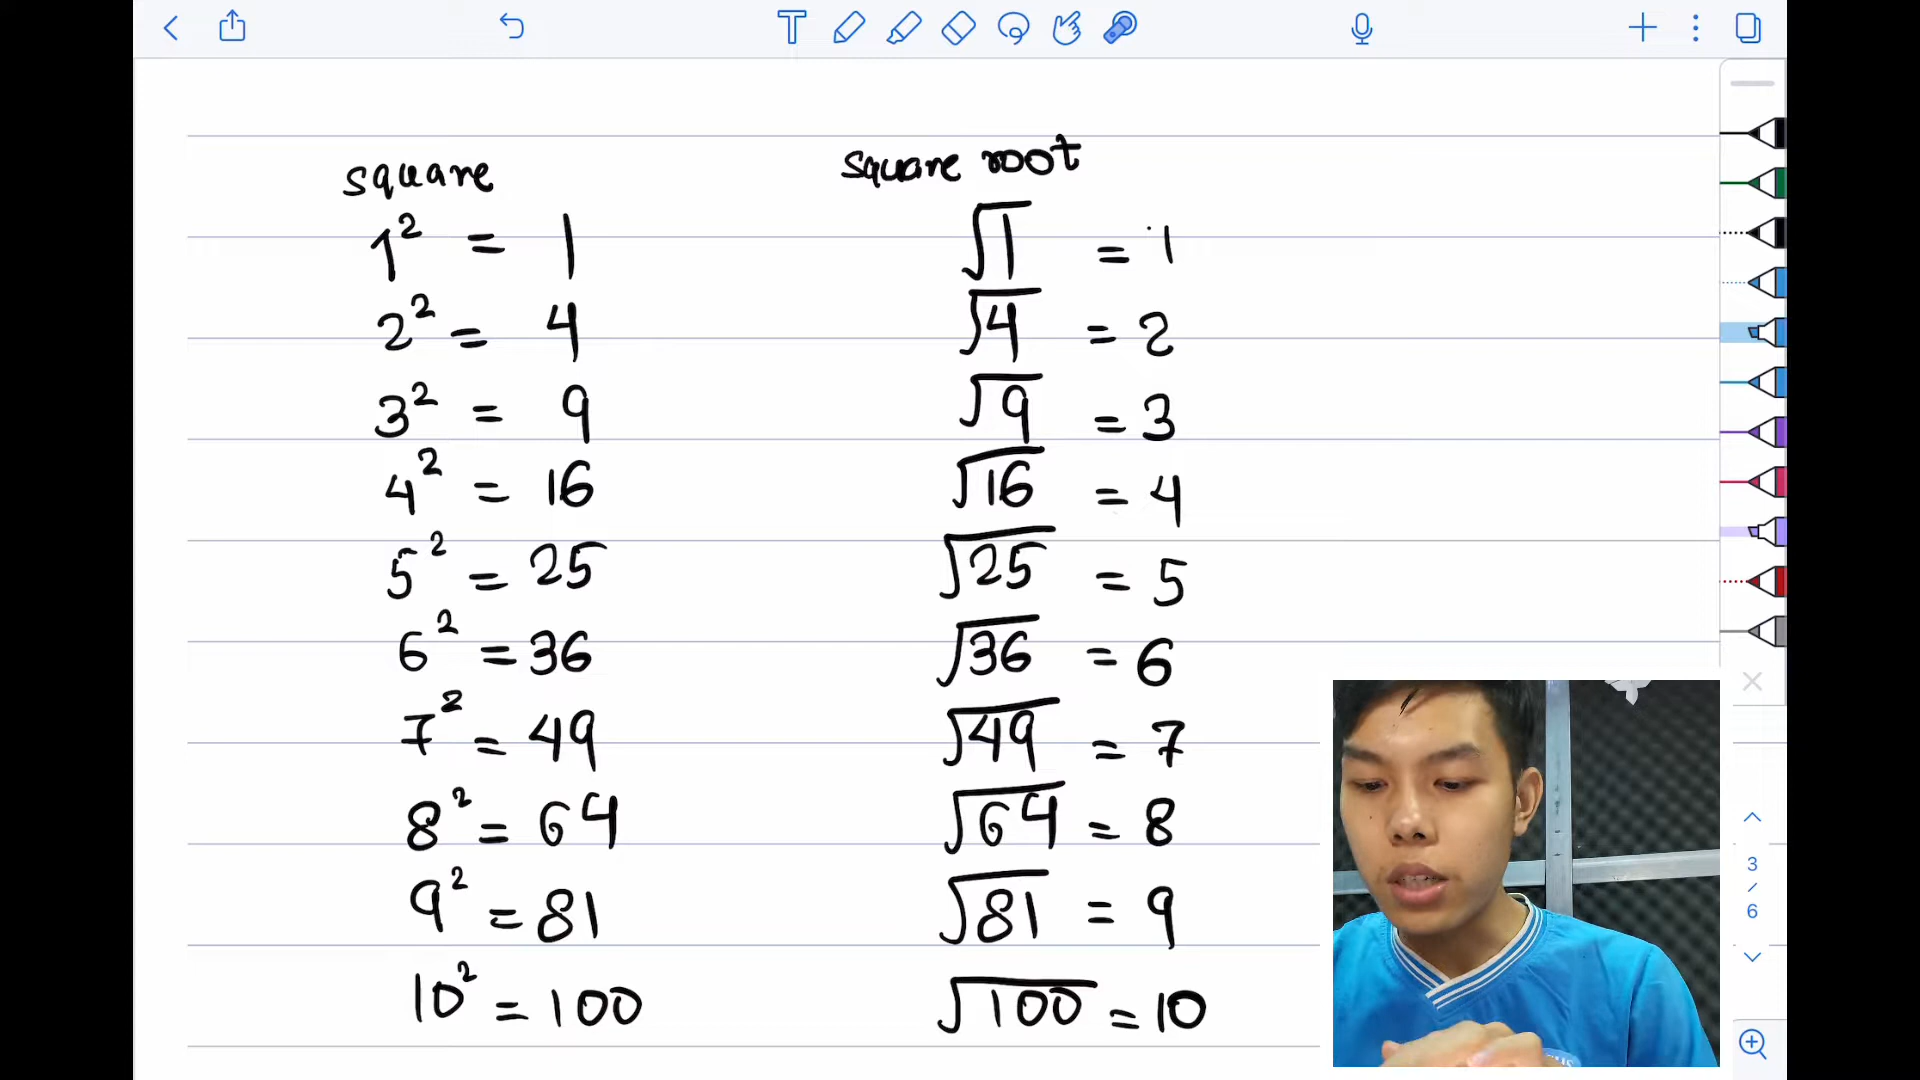 square
1² = 1
2² = 4
3² = 9
4² = 16
5² = 25
6² = 36
7² = 49
8² = 64
9² = 81
10² = 100
square root
√1 = 1
√4 = 2
√9 = 3
√16 = 4
√25 = 5
√36 = 6
√49 = 7
√64 = 8
√81 = 9
√100 = 10
3
/
6